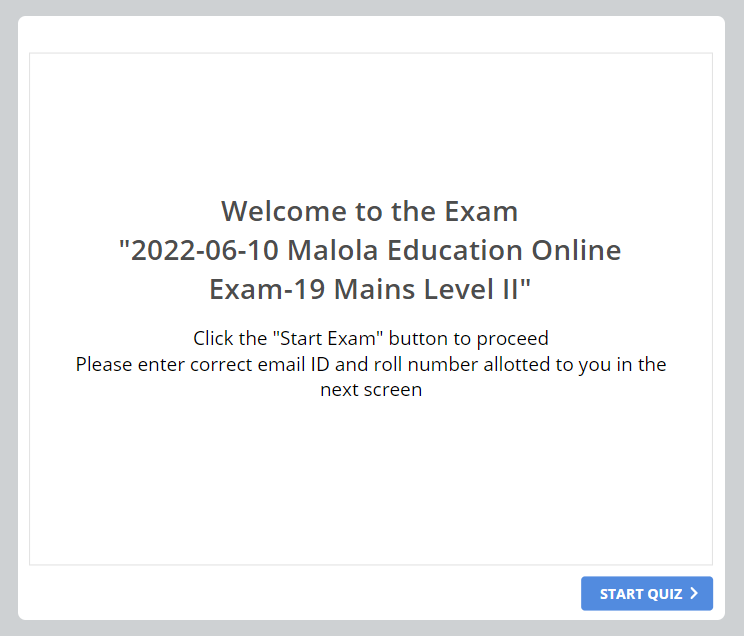 Welcome to the Exam
"2022-06-10 Malola Education Online
Exam-19 Mains Level II"
Click the "Start Exam" button to proceed
Please enter correct email ID and roll number allotted to you in the
next screen
START QUIZ